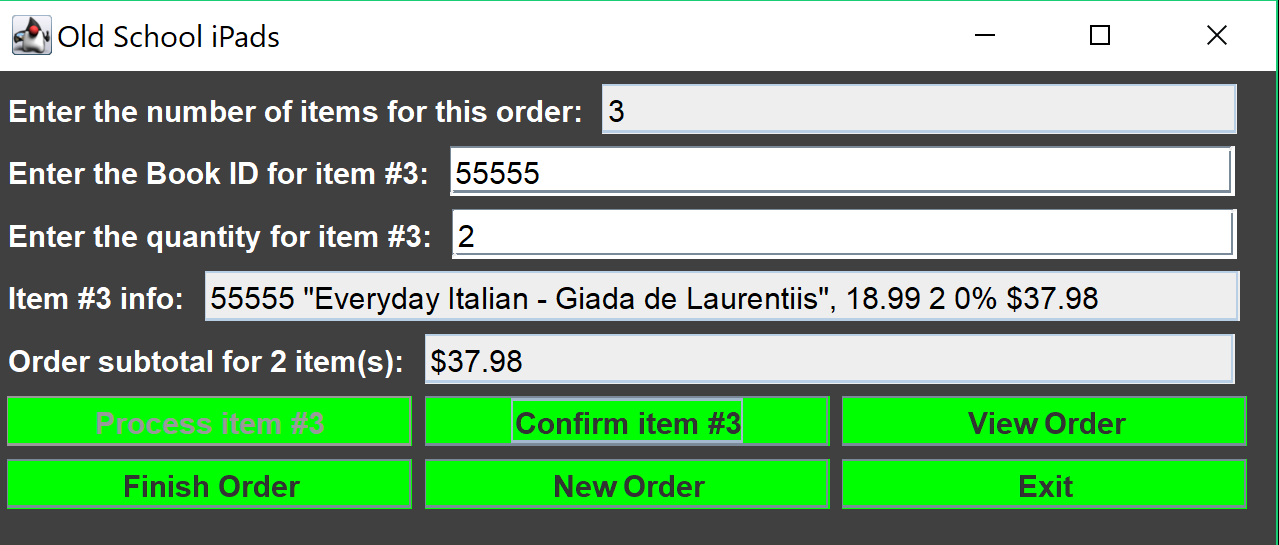 Old School iPads
Enter the number of items for this order: 3
Enter the Book ID for item #3: 55555
Enter the quantity for item #3: 2
Item #3 info: 55555 "Everyday Italian - Giada de Laurentiis", 18.99 2 0% $37.98
Order subtotal for 2 item(s): $37.98
Process item #3 Confirm item #3 View Order
Finish Order New Order Exit